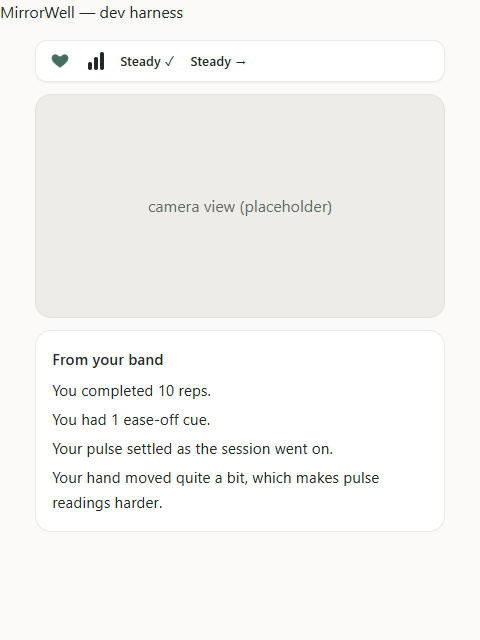 MirrorWell — dev harness
Steady ✓ Steady →
camera view (placeholder)
From your band
You completed 10 reps.
You had 1 ease-off cue.
Your pulse settled as the session went on.
Your hand moved quite a bit, which makes pulse
readings harder.